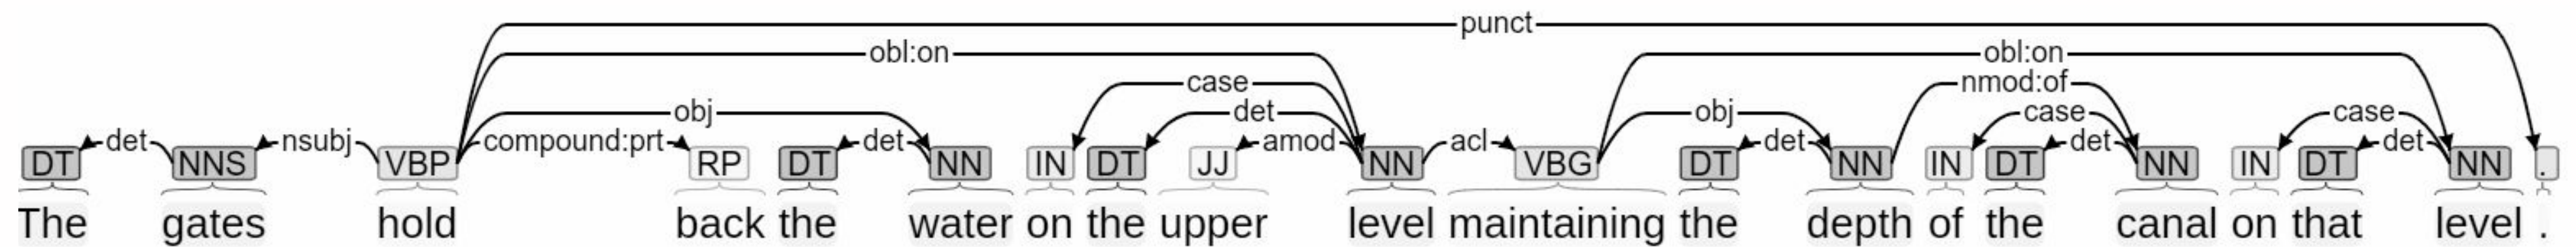 punct
obl:on obl:on
case nmod:of
obj det obj case case
det nsubj compound:prt det amod acl det det det
DT NNS VBP RP DT NN IN DT JJ NN VBG DT NN IN DT NN IN DT NN .
The gates hold back the water on the upper level maintaining the depth of the canal on that level .